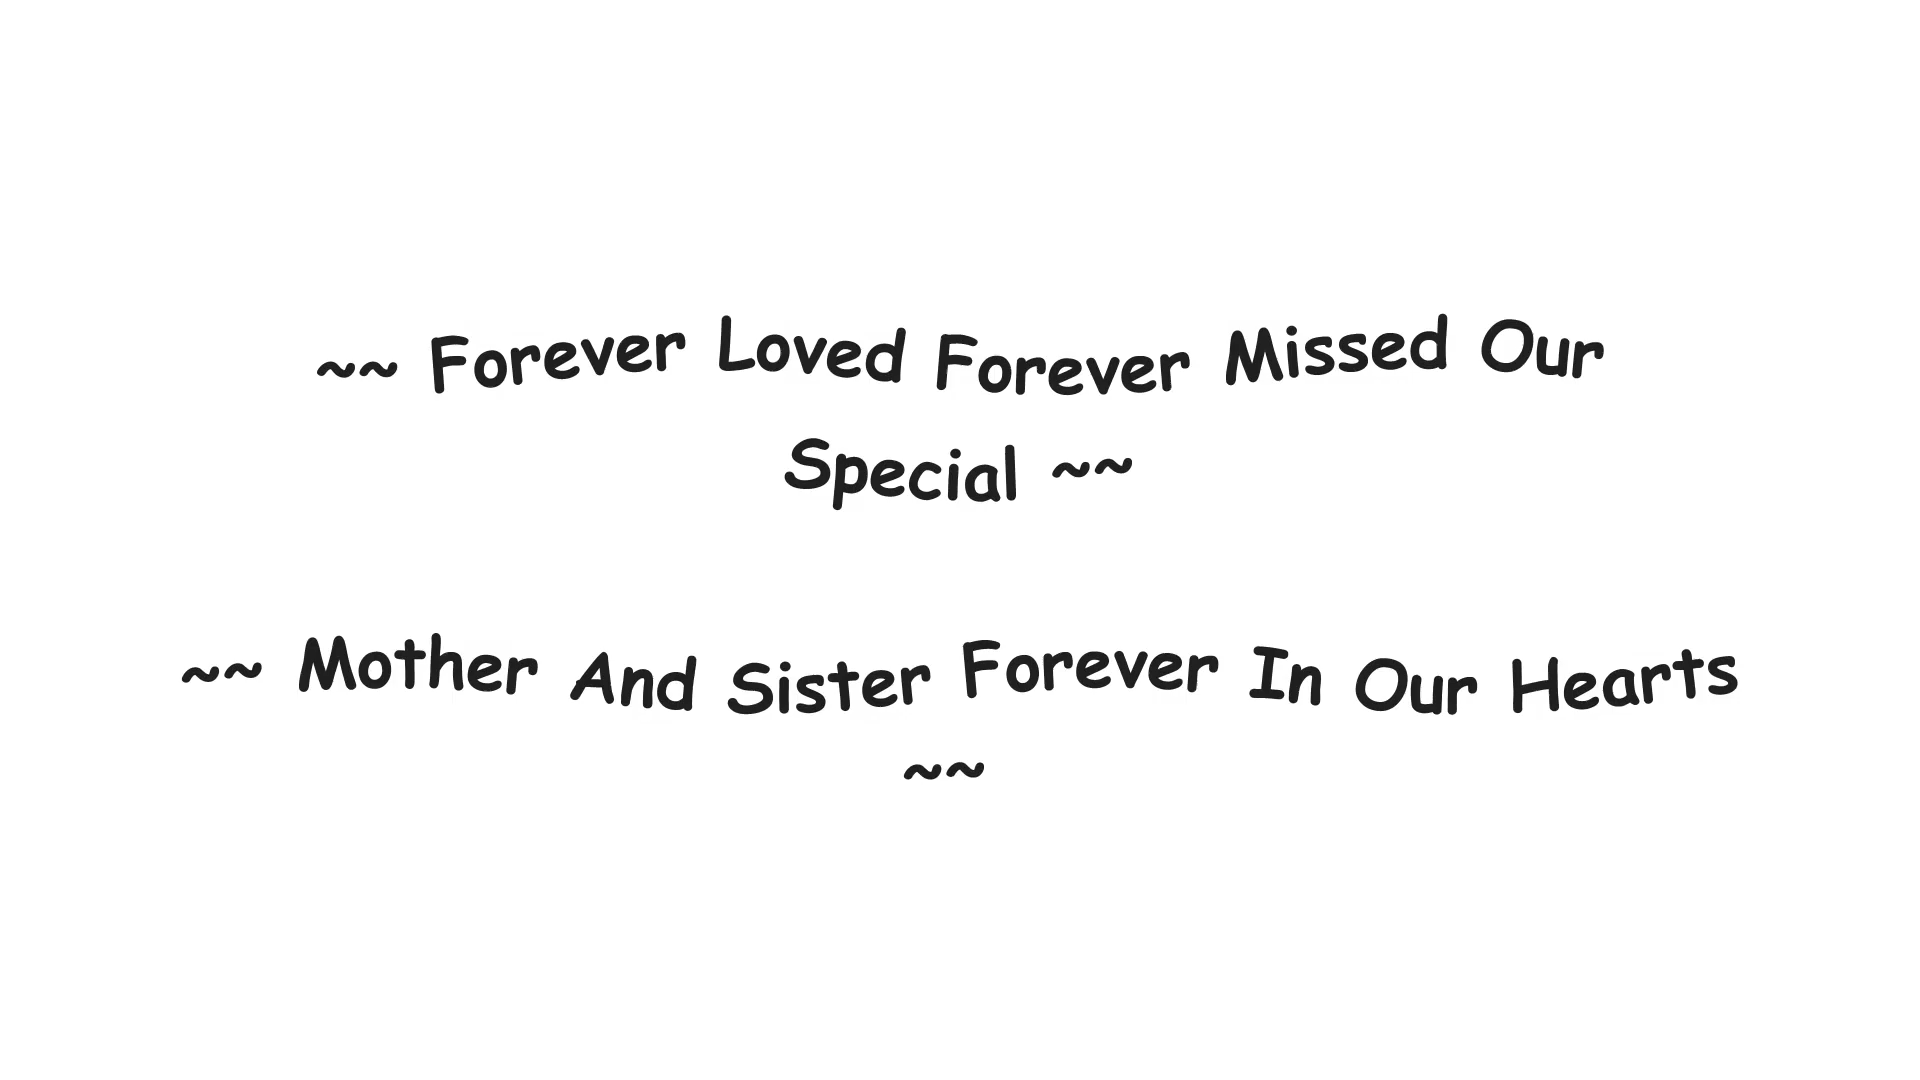 ~~ Forever Loved Forever Missed Our
Special ~~
~~ Mother And Sister Forever In Our Hearts
~~